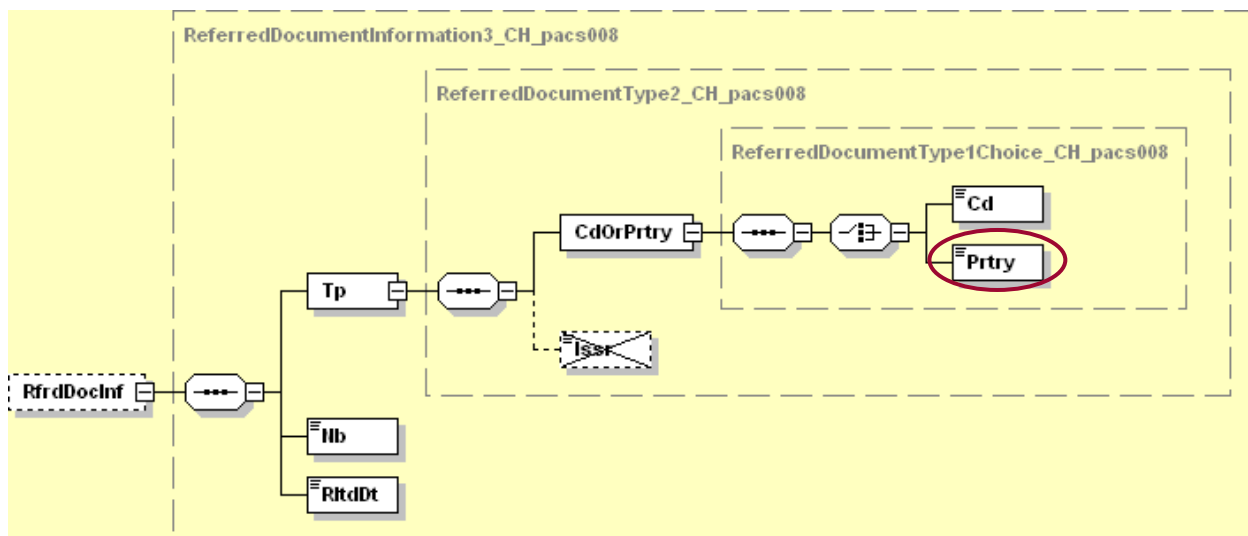 ReferredDocumentInformation3_CH_pacs008
ReferredDocumentType2_CH_pacs008
ReferredDocumentType1Choice_CH_pacs008
Cd
CdOrPrtry
Prtry
Tp
Issr
RfrdDocInf
Nb
RltdDt